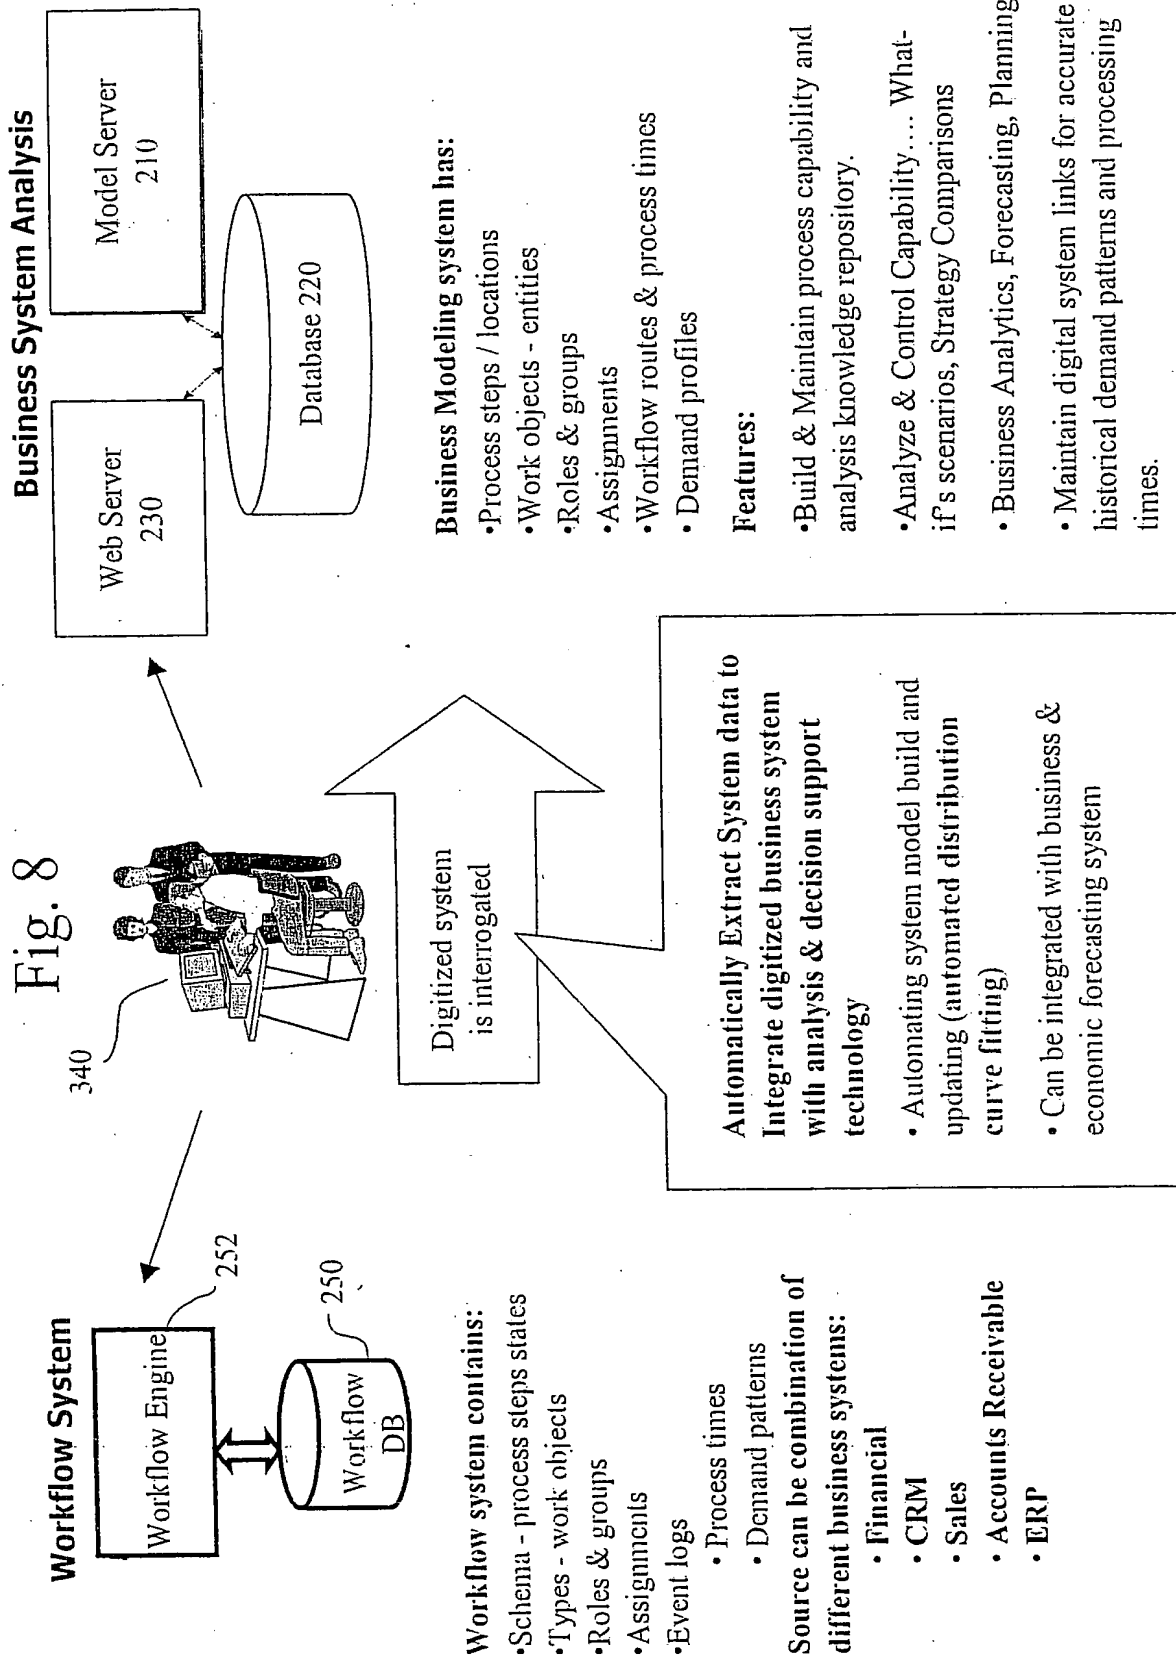 Fig. 8
Workflow System
Workflow Engine
252
Workflow
DB
250
Workflow system contains:
•Schema - process steps states
•Types - work objects
•Roles & groups
•Assignments
•Event logs
• Process times
• Demand patterns
Source can be combination of
different business systems:
• Financial
• CRM
• Sales
• Accounts Receivable
• ERP
340
Digitized system
is interrogated
Automatically Extract System data to
Integrate digitized business system
with analysis & decision support
technology
• Automating system model build and
updating (automated distribution
curve fitting)
• Can be integrated with business &
economic forecasting system
Business System Analysis
Web Server
230
Model Server
210
Database 220
Business Modeling system has:
•Process steps / locations
•Work objects - entities
•Roles & groups
•Assignments
•Workflow routes & process times
• Demand profiles
Features:
•Build & Maintain process capability and
analysis knowledge repository.
•Analyze & Control Capability.... What-
if's scenarios, Strategy Comparisons
• Business Analytics, Forecasting, Planning
• Maintain digital system links for accurate
historical demand patterns and processing
times.